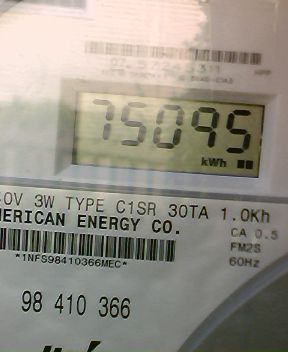 75095
kWh
0V 3W TYPE C1SR 30TA 1.0Kh
MERICAN ENERGY CO.
CA 0.5
*1NFS98410366MEC*
FM2S
60Hz
98 410 366